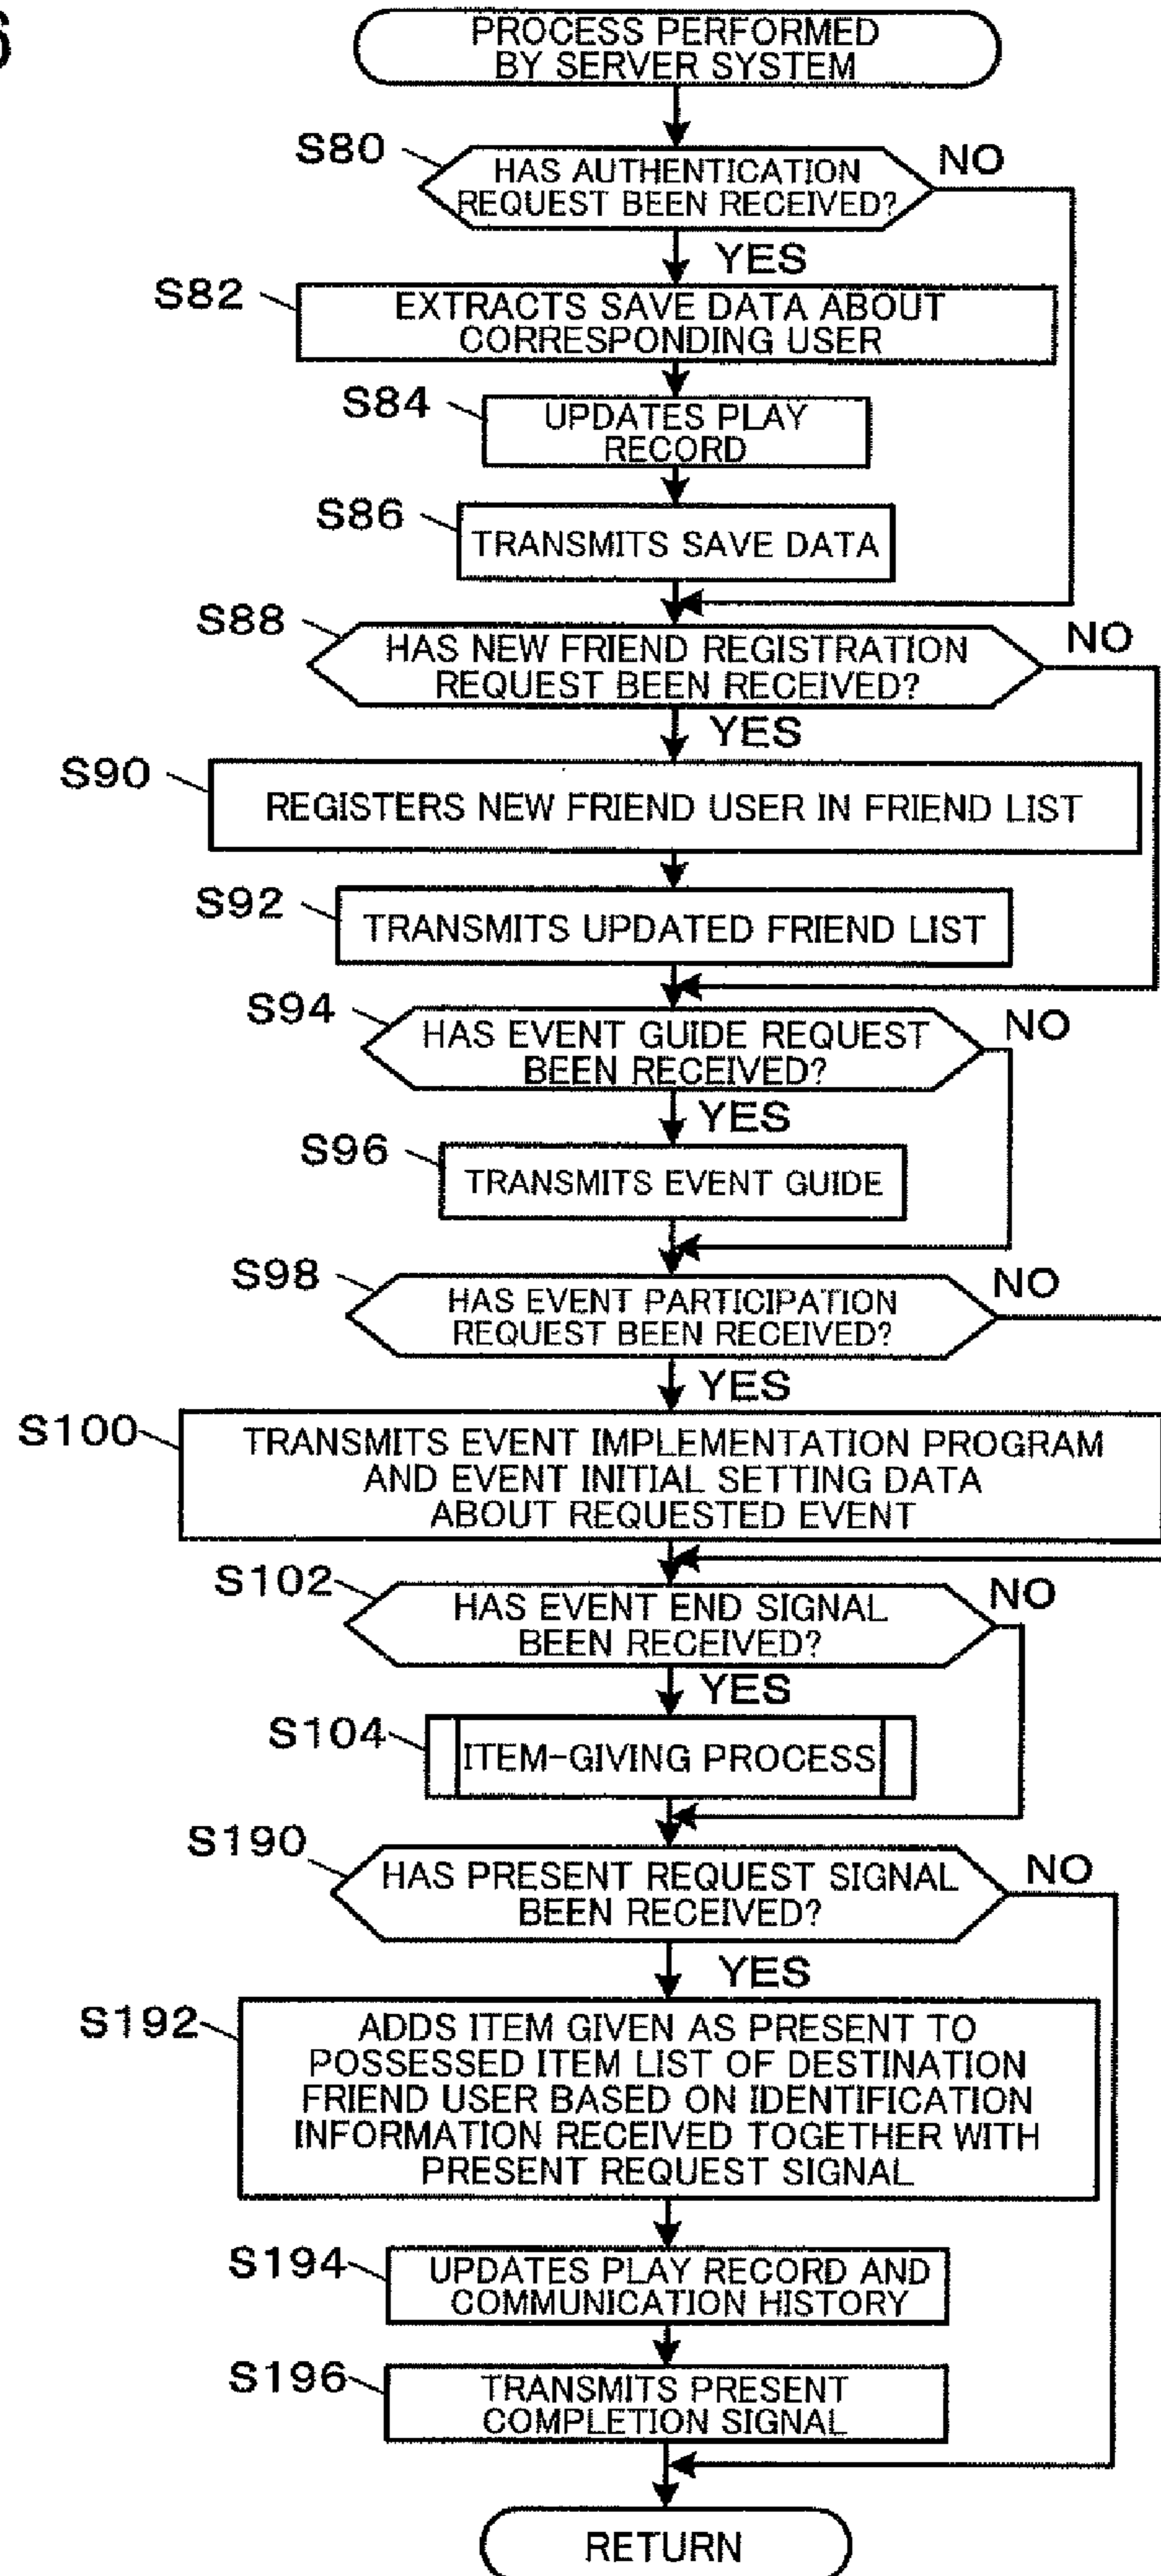 6
PROCESS PERFORMED
BY SERVER SYSTEM
S80
HAS AUTHENTICATION
REQUEST BEEN RECEIVED?
NO
YES
S82
EXTRACTS SAVE DATA ABOUT
CORRESPONDING USER
S84
UPDATES PLAY
RECORD
S86
TRANSMITS SAVE DATA
S88
HAS NEW FRIEND REGISTRATION
REQUEST BEEN RECEIVED?
NO
YES
S90
REGISTERS NEW FRIEND USER IN FRIEND LIST
S92
TRANSMITS UPDATED FRIEND LIST
S94
HAS EVENT GUIDE REQUEST
BEEN RECEIVED?
NO
YES
S96
TRANSMITS EVENT GUIDE
S98
HAS EVENT PARTICIPATION
REQUEST BEEN RECEIVED?
NO
YES
S100
TRANSMITS EVENT IMPLEMENTATION PROGRAM
AND EVENT INITIAL SETTING DATA
ABOUT REQUESTED EVENT
S102
HAS EVENT END SIGNAL
BEEN RECEIVED?
NO
YES
S104
ITEM-GIVING PROCESS
S190
HAS PRESENT REQUEST SIGNAL
BEEN RECEIVED?
NO
YES
S192
ADDS ITEM GIVEN AS PRESENT TO
POSSESSED ITEM LIST OF DESTINATION
FRIEND USER BASED ON IDENTIFICATION
INFORMATION RECEIVED TOGETHER WITH
PRESENT REQUEST SIGNAL
S194
UPDATES PLAY RECORD AND
COMMUNICATION HISTORY
S196
TRANSMITS PRESENT
COMPLETION SIGNAL
RETURN